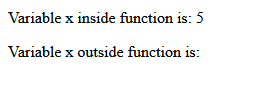 Variable x inside function is: 5
Variable x outside function is: